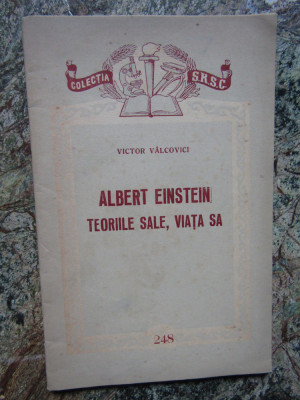 COLECȚIA S.R.S.C.
VICTOR VÂLCOVICI
ALBERT EINSTEIN
TEORIILE SALE, VIAȚA SA
248